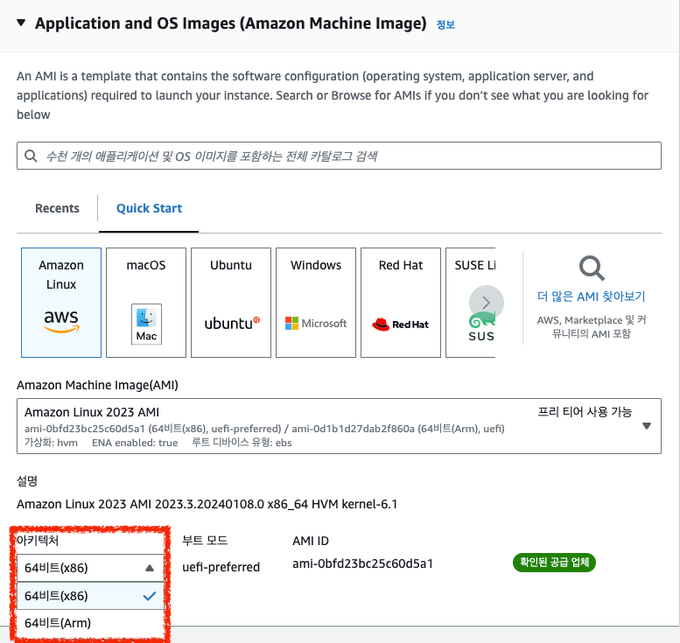 Application and OS Images (Amazon Machine Image) 정보
An AMI is a template that contains the software configuration (operating system, application server, and
applications) required to launch your instance. Search or Browse for AMIs if you don't see what you are looking for
below
수천 개의 애플리케이션 및 OS 이미지를 포함하는 전체 카탈로그 검색
Recents
Quick Start
Amazon
Linux
aws
macOS
Mac
Ubuntu
ubuntu
Windows
Microsoft
Red Hat
Red Hat
SUSE Li
SUS
더 많은 AMI 찾아보기
AWS, Marketplace 및 커
뮤니티의 AMI 포함
Amazon Machine Image(AMI)
Amazon Linux 2023 AMI
프리 티어 사용 가능
ami-0bfd23bc25c60d5a1 (64비트(x86), uefi-preferred) / ami-0d1b1d27dab2f860a (64비트(Arm), uefi)
가상화: hvm ENA enabled: true 루트 디바이스 유형: ebs
설명
Amazon Linux 2023 AMI 2023.3.20240108.0 x86_64 HVM kernel-6.1
아키텍처
64비트(x86)
64비트(x86)
64비트(Arm)
부트 모드
uefi-preferred
AMI ID
ami-0bfd23bc25c60d5a1
확인된 공급 업체